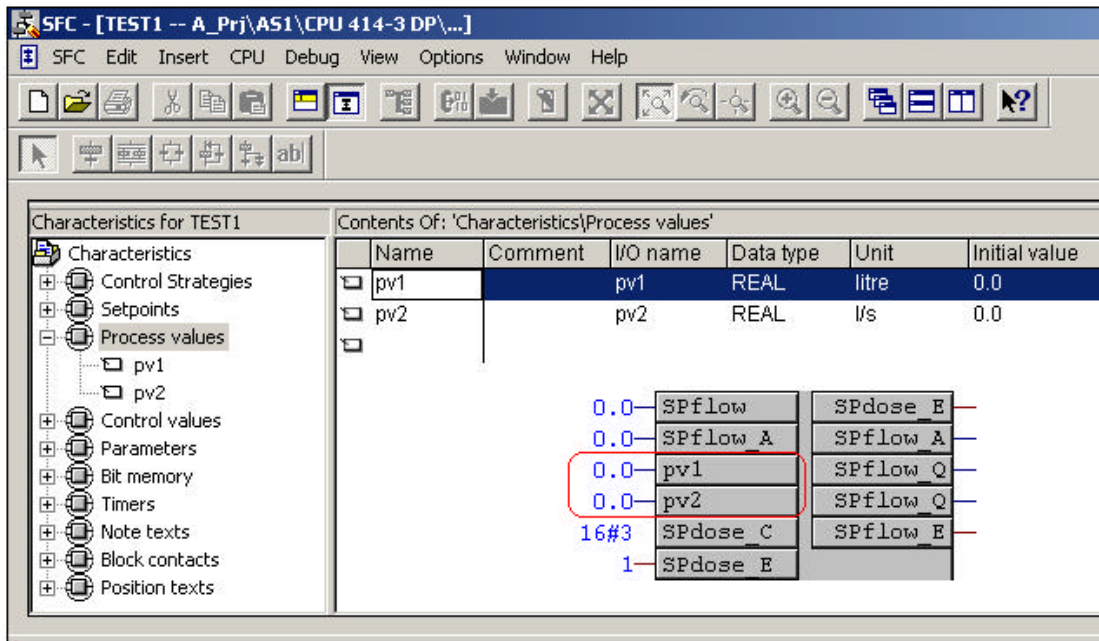 SFC - [TEST1 -- A_Prj\AS1\CPU 414-3 DP\...]
SFC Edit Insert CPU Debug View Options Window Help
ab
Characteristics for TEST1
Contents Of: 'Characteristics\Process values'
Characteristics
Control Strategies
Setpoints
Process values
pv1
pv2
Control values
Parameters
Bit memory
Timers
Note texts
Block contacts
Position texts
Name Comment I/O name Data type Unit Initial value
pv1 pv1 REAL litre 0.0
pv2 pv2 REAL l/s 0.0
0.0 SPflow SPdose_E
0.0 SPflow_A SPflow_A
0.0 pv1 SPflow_Q
0.0 pv2 SPflow_Q
16#3 SPdose_C SPflow_E
1 SPdose_E